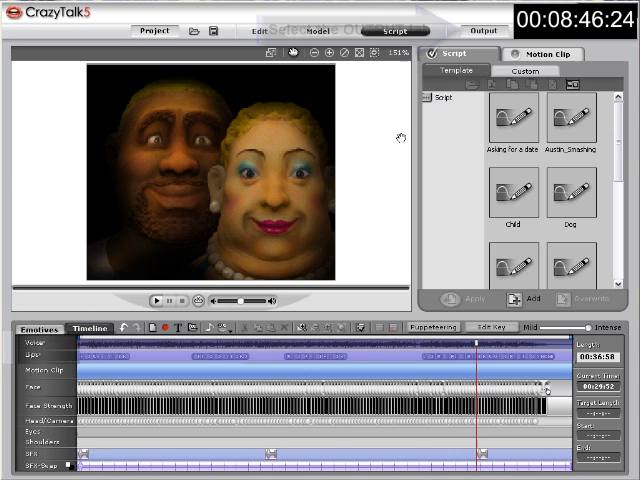 CrazyTalk5
00:08:46:24
Project
Edit
Model
Script
Output
Select the OUTPUT
151%
Script
Motion Clip
Template
Custom
Script
Asking for a date
Austin_Smashing
Child
Dog
Apply
Add
Overwrite
Emotives
Timeline
Puppeteering
Edit Key
Mild
Intense
Voice
Lips
Motion Clip
Face
Face Strength
Head/Camera
Eyes
Shoulders
SFX
SFX-Swap
Length:
00:36:58
Current Time:
00:29:52
Target Length:
--:--:--
Start:
--:--:--
End:
--:--:--